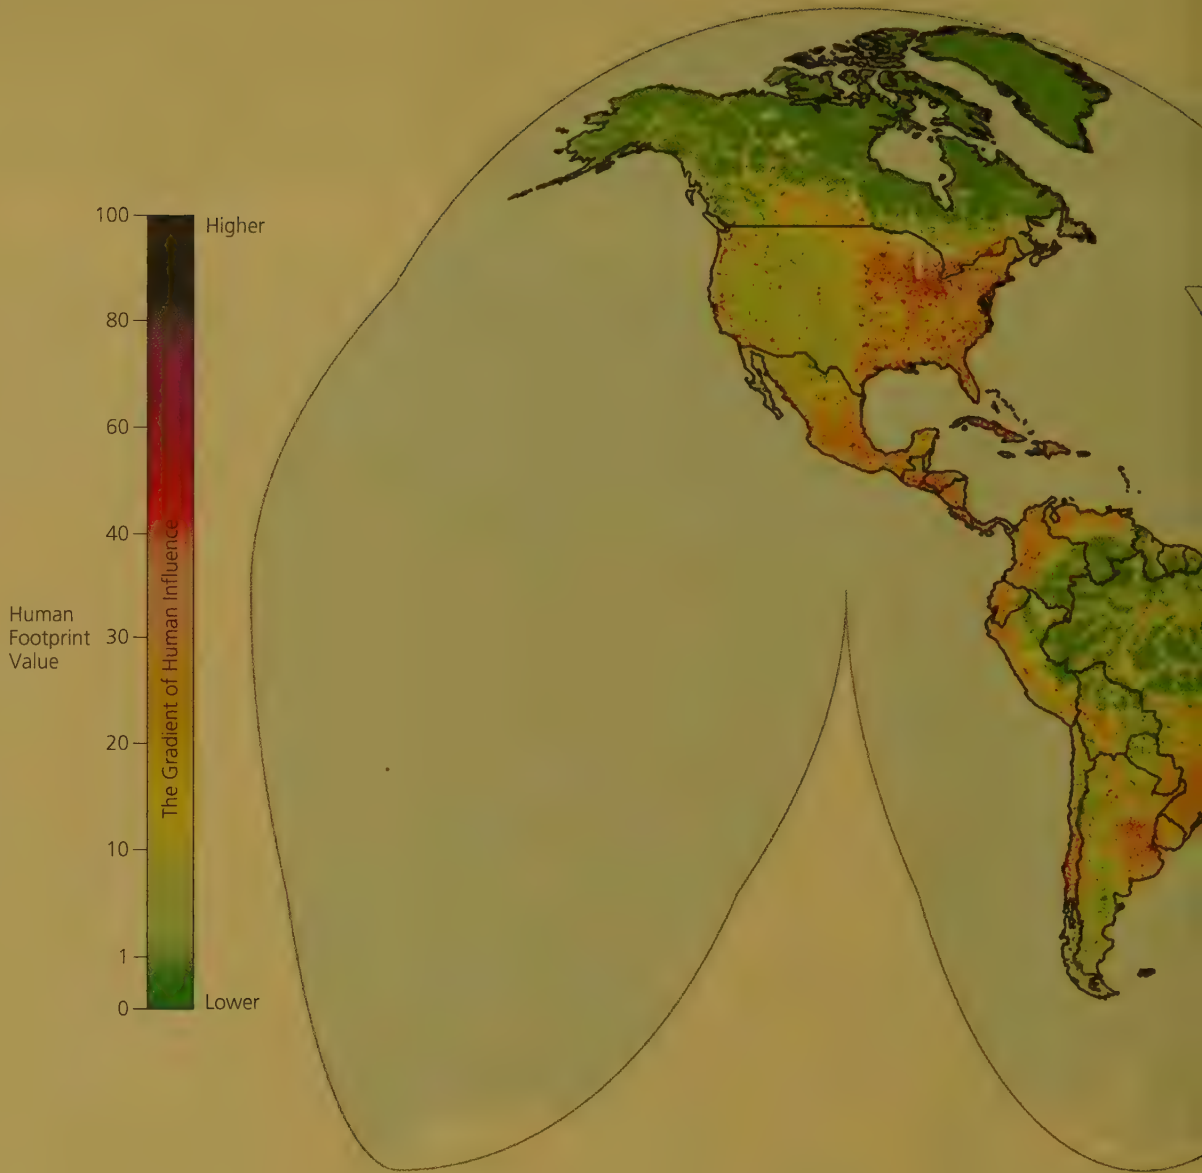 100
Higher
80
60
40
Human
Footprint
Value
30
20
10
1
0
Lower
The Gradient of Human Influence